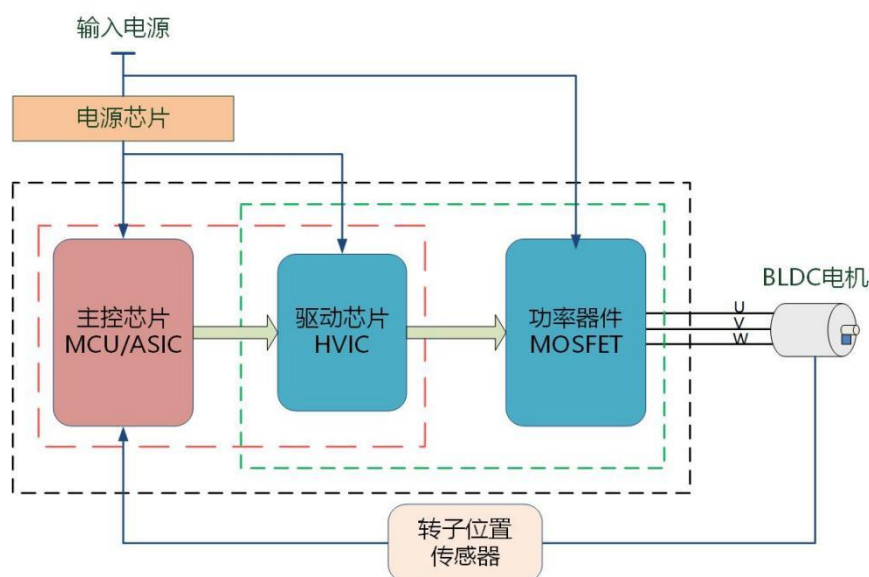 输入电源
电源芯片
主控芯片
MCU/ASIC
驱动芯片
HVIC
功率器件
MOSFET
U
V
W
BLDC电机
转子位置
传感器